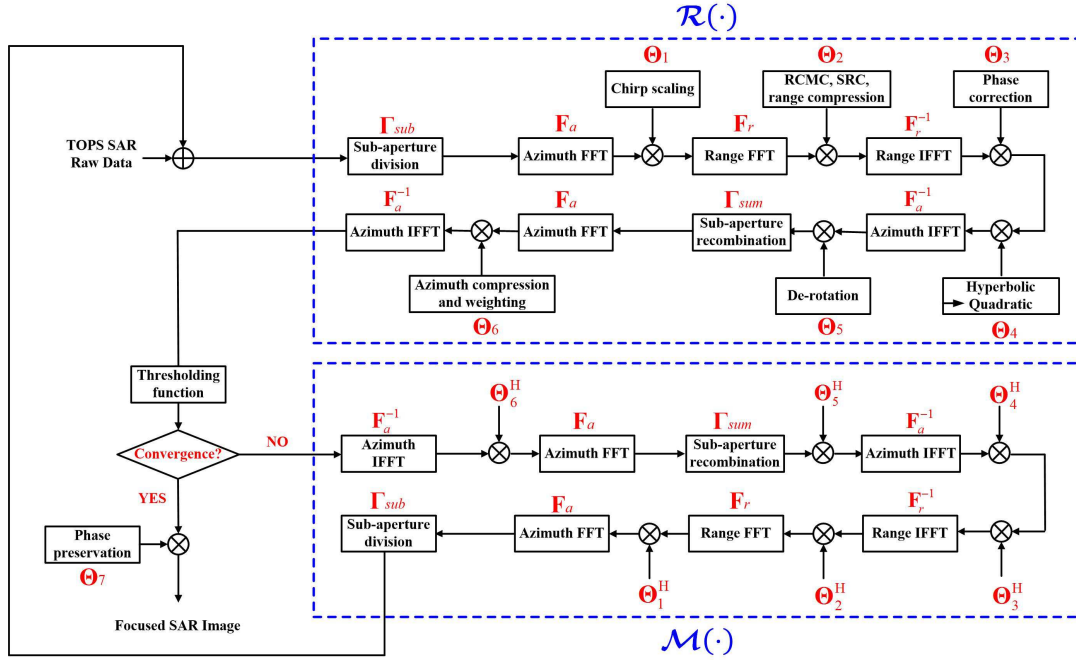 R(·)
Θ1
Θ2
Θ3
Chirp scaling
RCMC, SRC,
range compression
Phase
correction
TOPS SAR
Raw Data
Γsub
Sub-aperture
division
Fa
Azimuth FFT
Fr
Range FFT
Fr-1
Range IFFT
Fa-1
Azimuth IFFT
Fa
Azimuth FFT
Γsum
Sub-aperture
recombination
Fa-1
Azimuth IFFT
Azimuth compression
and weighting
Θ6
De-rotation
Θ5
Hyperbolic
Quadratic
Θ4
Thresholding
function
Convergence?
NO
YES
Phase
preservation
Θ7
Focused SAR Image
Fa-1
Azimuth
IFFT
Θ6H
Fa
Azimuth FFT
Γsum
Sub-aperture
recombination
Θ5H
Fa-1
Azimuth IFFT
Θ4H
Γsub
Sub-aperture
division
Fa
Azimuth FFT
Fr
Range FFT
Fr-1
Range IFFT
Θ1H
Θ2H
Θ3H
M(·)